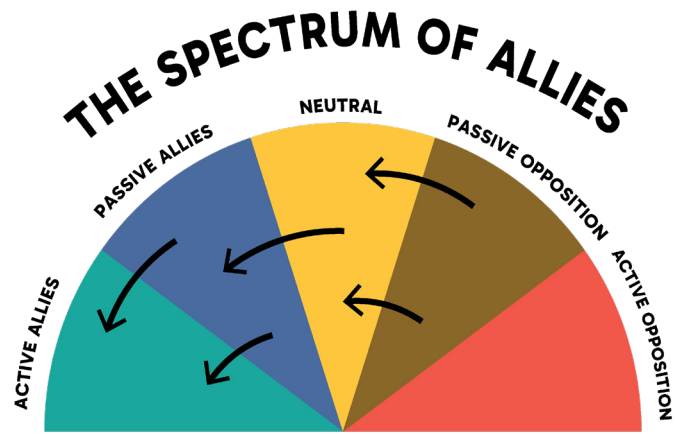 THE SPECTRUM OF ALLIES
ACTIVE ALLIES
PASSIVE ALLIES
NEUTRAL
PASSIVE OPPOSITION
ACTIVE OPPOSITION